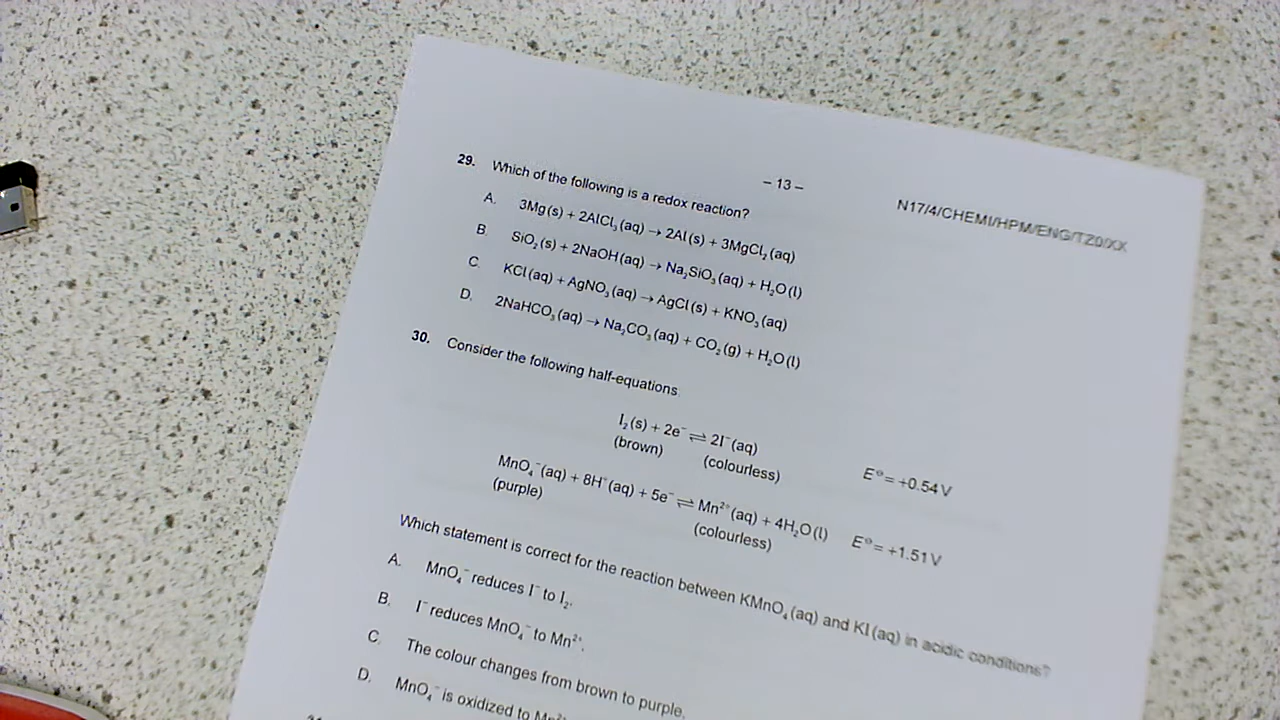 – 13 –
N17/4/CHEMI/HPM/ENG/TZ0/XX
29. Which of the following is a redox reaction?
A. 3Mg(s) + 2AlCl₃(aq) → 2Al(s) + 3MgCl₂(aq)
B. SiO₂(s) + 2NaOH(aq) → Na₂SiO₃(aq) + H₂O(l)
C. KCl(aq) + AgNO₃(aq) → AgCl(s) + KNO₃(aq)
D. 2NaHCO₃(aq) → Na₂CO₃(aq) + CO₂(g) + H₂O(l)
30. Consider the following half-equations
I₂(s) + 2e⁻ ⇌ 2I⁻(aq) E⊖ = +0.54 V
(brown) (colourless)
MnO₄⁻(aq) + 8H⁺(aq) + 5e⁻ ⇌ Mn²⁺(aq) + 4H₂O(l) E⊖ = +1.51 V
(purple) (colourless)
Which statement is correct for the reaction between KMnO₄(aq) and KI(aq) in acidic conditions?
A. MnO₄⁻ reduces I⁻ to I₂.
B. I⁻ reduces MnO₄⁻ to Mn²⁺.
C. The colour changes from brown to purple.
D. MnO₄⁻ is oxidized to